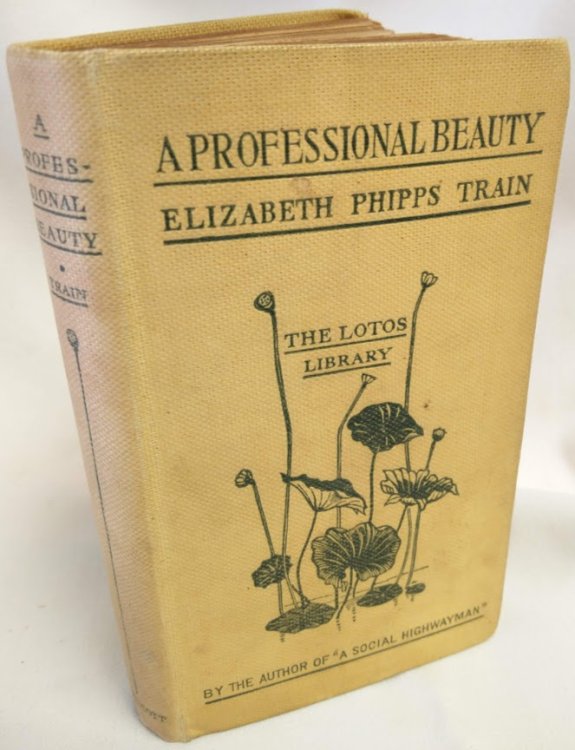 A PROFESSIONAL BEAUTY
ELIZABETH PHIPPS TRAIN
THE LOTOS
LIBRARY
BY THE AUTHOR OF "A SOCIAL HIGHWAYMAN"
A
PROFES-
SIONAL
BEAUTY
TRAIN